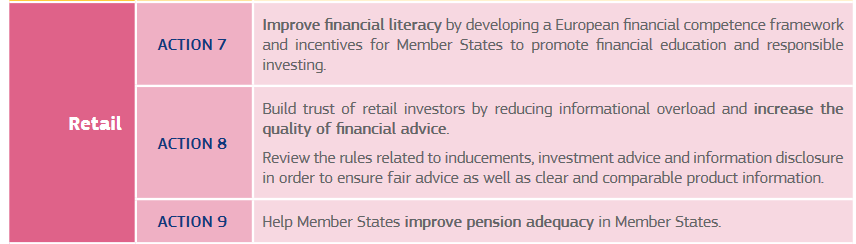 Retail
ACTION 7
Improve financial literacy by developing a European financial competence framework
and incentives for Member States to promote financial education and responsible
investing.
ACTION 8
Build trust of retail investors by reducing informational overload and increase the
quality of financial advice.
Review the rules related to inducements, investment advice and information disclosure
in order to ensure fair advice as well as clear and comparable product information.
ACTION 9
Help Member States improve pension adequacy in Member States.